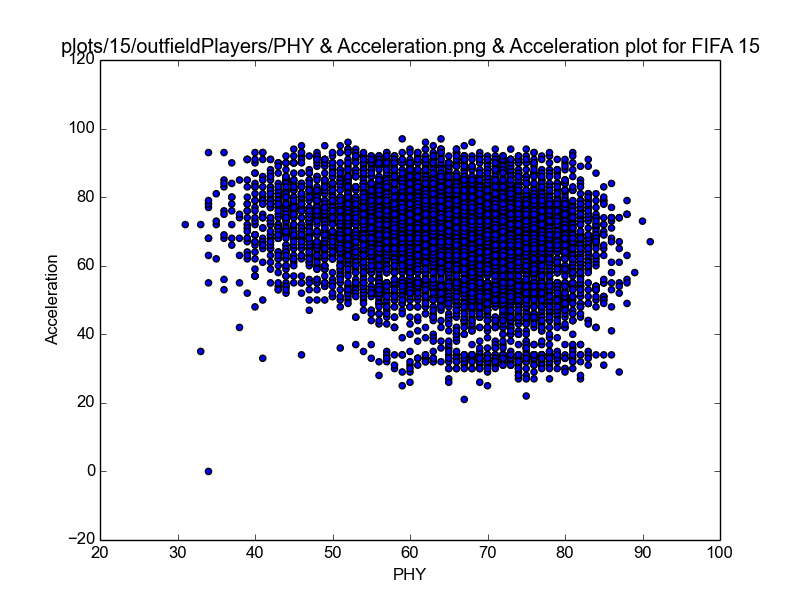 plots/15/outfieldPlayers/PHY & Acceleration.png & Acceleration plot for FIFA 15
120
100
80
60
40
20
0
−20
Acceleration
20 30 40 50 60 70 80 90 100
PHY